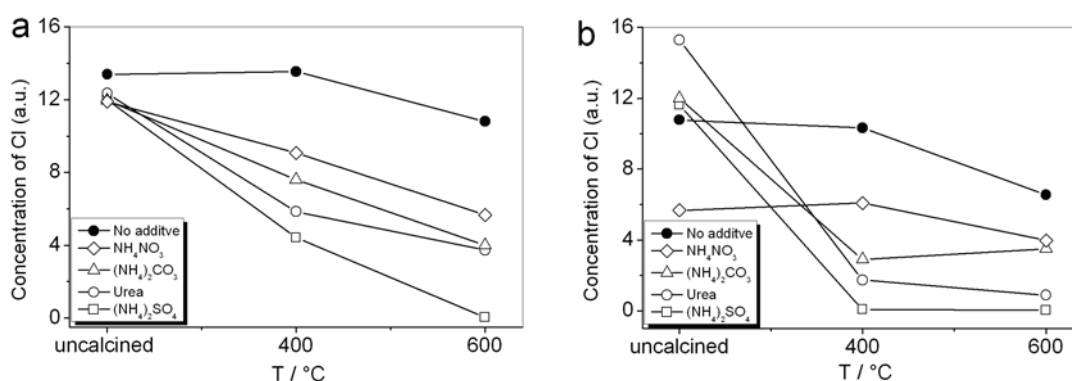 a
Concentration of Cl (a.u.)
16
12
8
4
0
No additve
NH₄NO₃
(NH₄)₂CO₃
Urea
(NH₄)₂SO₄
uncalcined 400 600
T / °C
b
Concentration of Cl (a.u.)
16
12
8
4
0
No additve
NH₄NO₃
(NH₄)₂CO₃
Urea
(NH₄)₂SO₄
uncalcined 400 600
T / °C